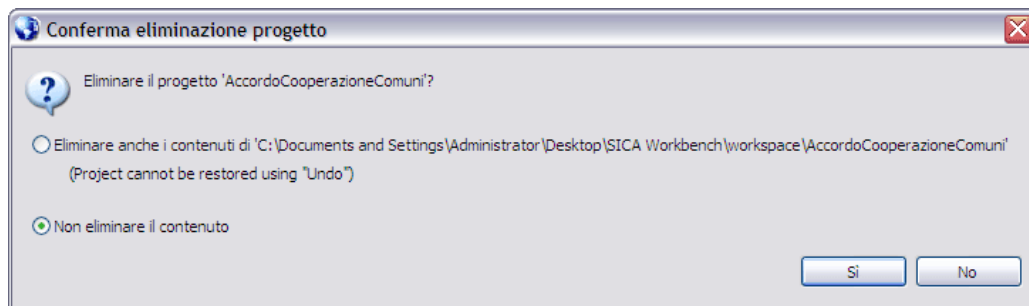 Conferma eliminazione progetto
Eliminare il progetto 'AccordoCooperazioneComuni'?
Eliminare anche i contenuti di 'C:\Documents and Settings\Administrator\Desktop\SICA Workbench\workspace\AccordoCooperazioneComuni'
(Project cannot be restored using "Undo")
Non eliminare il contenuto
Sì
No